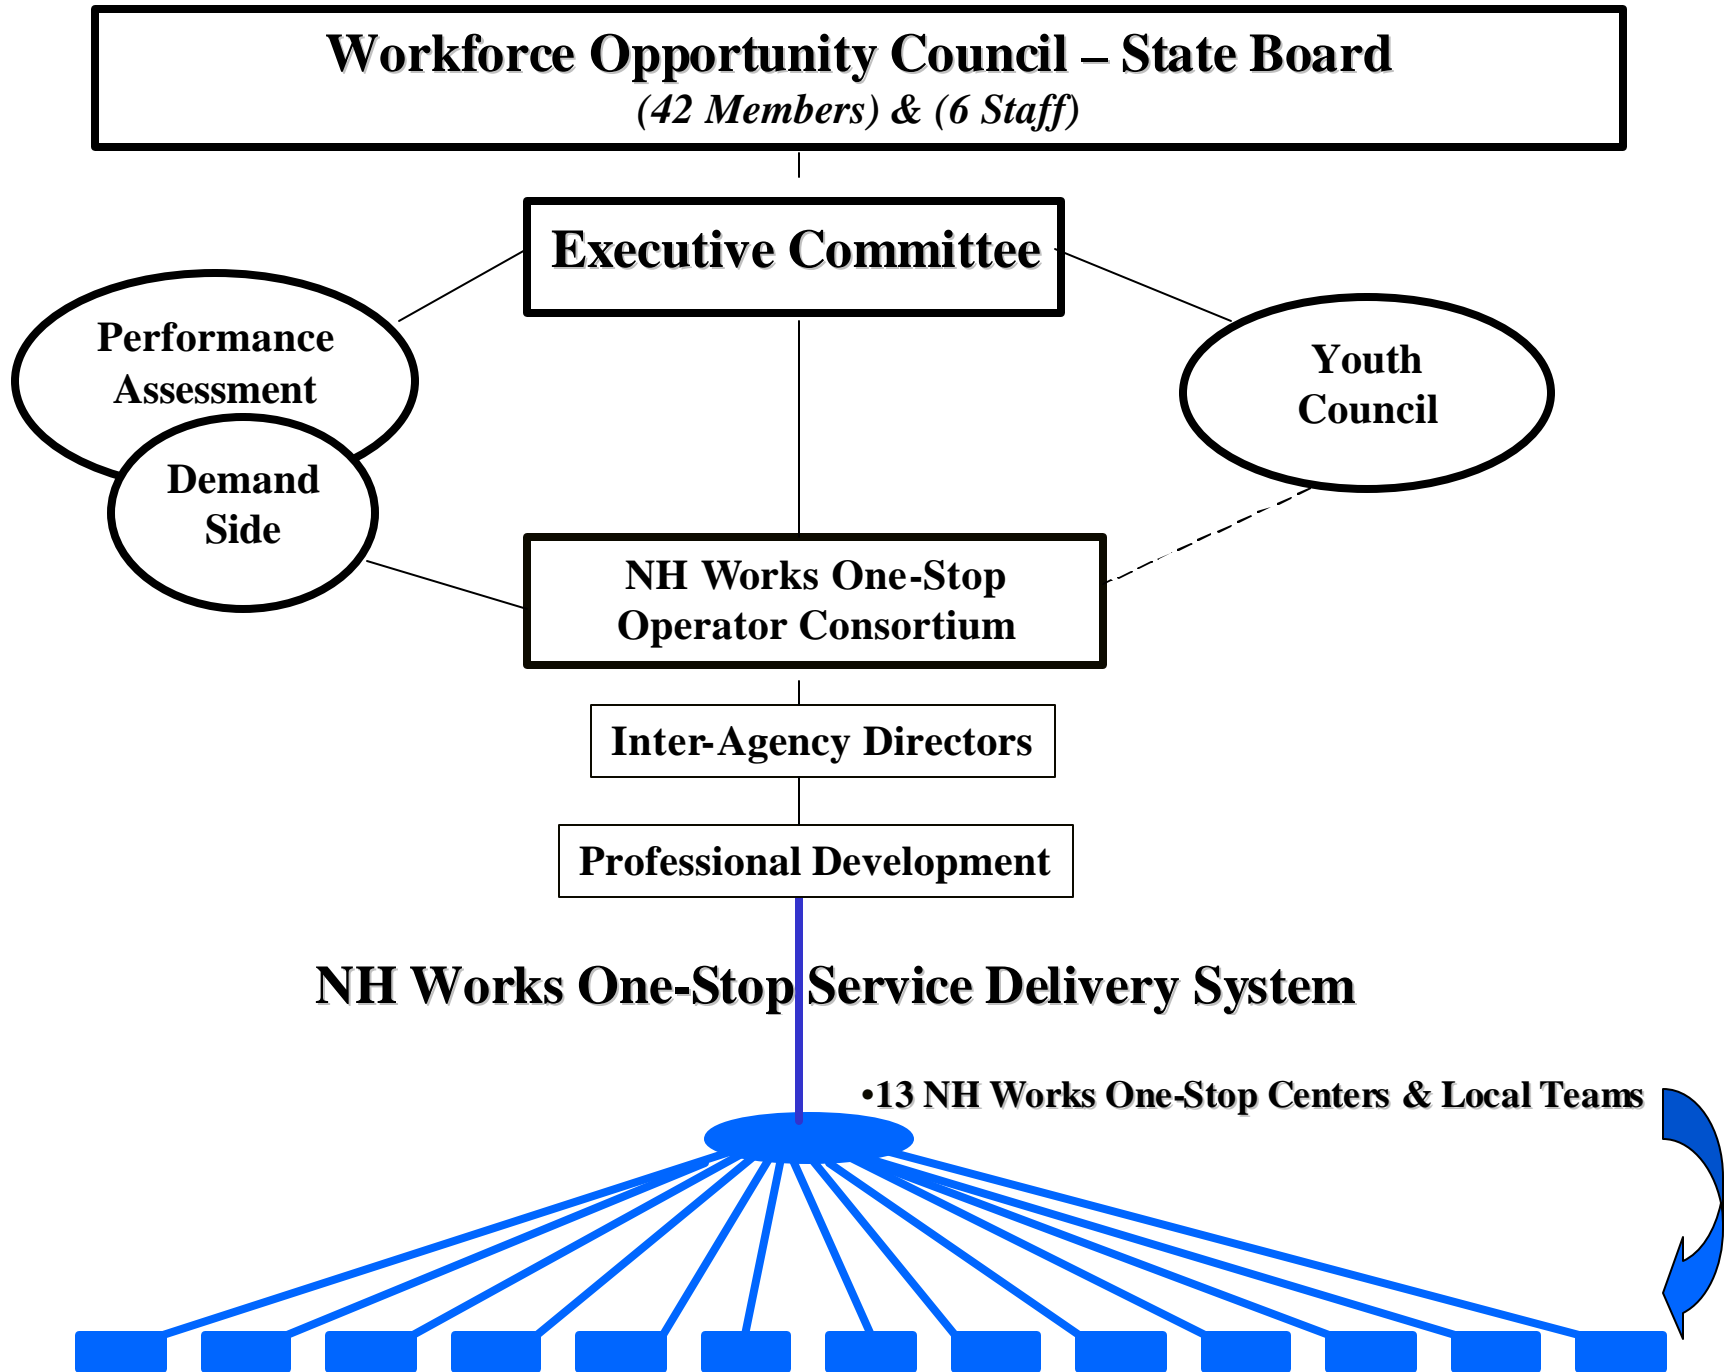 Workforce Opportunity Council – State Board
(42 Members) & (6 Staff)
Executive Committee
Performance
Assessment
Youth
Council
Demand
Side
NH Works One-Stop
Operator Consortium
Inter-Agency Directors
Professional Development
NH Works One-Stop Service Delivery System
•13 NH Works One-Stop Centers & Local Teams